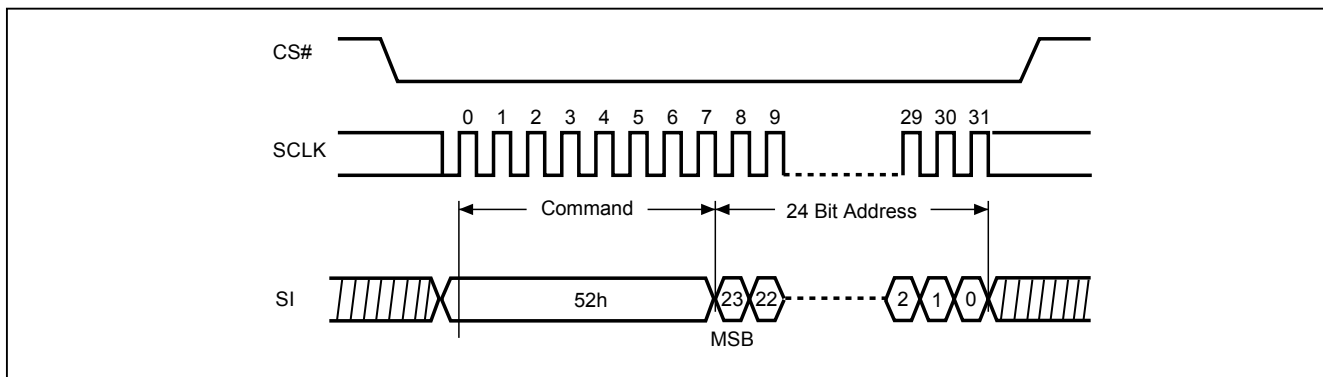 CS#
0 1 2 3 4 5 6 7 8 9 29 30 31
SCLK
Command 24 Bit Address
SI 52h 23 22 2 1 0
MSB